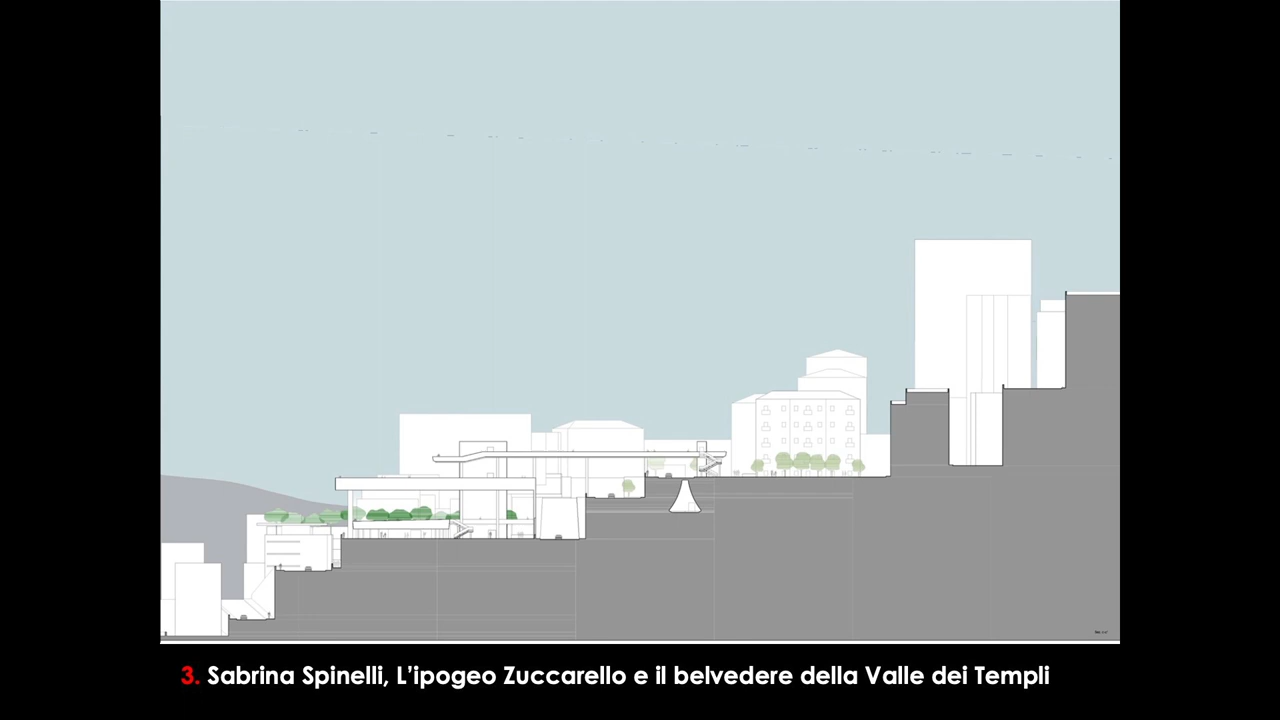 3. Sabrina Spinelli, L’ipogeo Zuccarello e il belvedere della Valle dei Templi